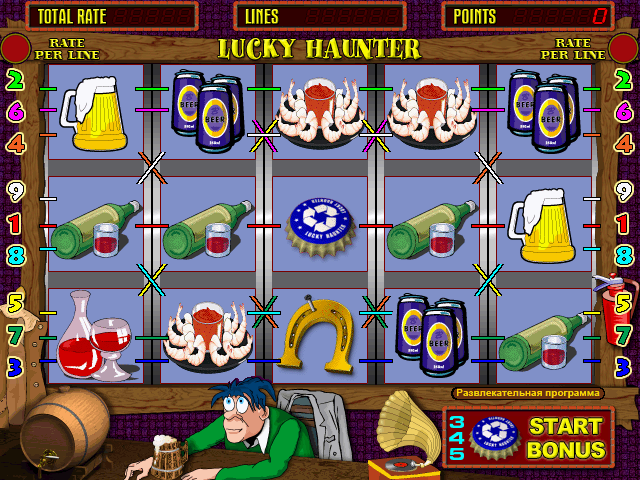 TOTAL RATE
LINES
POINTS 0
LUCKY HAUNTER
RATE
PER LINE
RATE
PER LINE
2
6
4
9
1
8
5
7
3
2
6
4
9
1
8
5
7
3
BEER
BEER
BEER
BEER
LUCKY HAUNTER
BEER
BEER
Развлекательная программа
3
4
5
START
BONUS